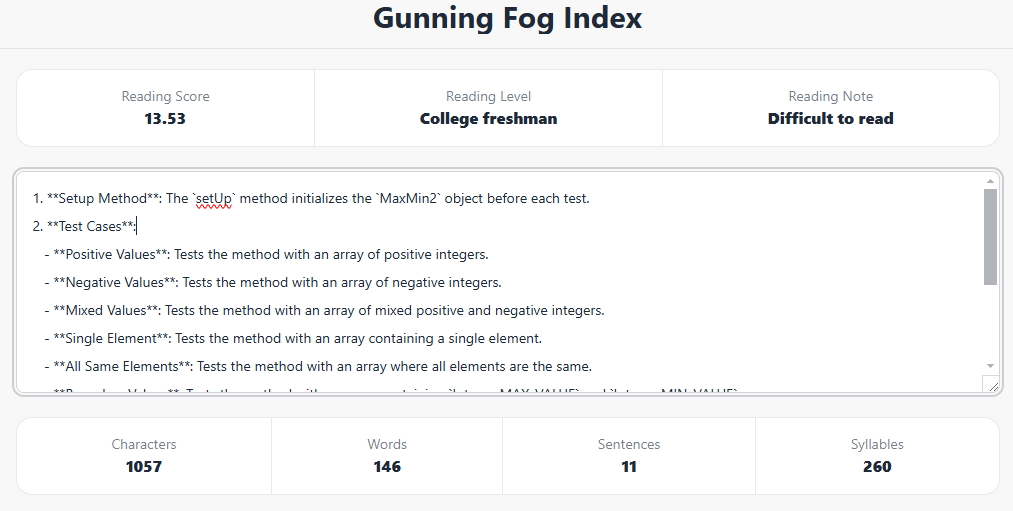 Gunning Fog Index
Reading Score
13.53
Reading Level
College freshman
Reading Note
Difficult to read
1. **Setup Method**: The `setUp` method initializes the `MaxMin2` object before each test.
2. **Test Cases**:
- **Positive Values**: Tests the method with an array of positive integers.
- **Negative Values**: Tests the method with an array of negative integers.
- **Mixed Values**: Tests the method with an array of mixed positive and negative integers.
- **Single Element**: Tests the method with an array containing a single element.
- **All Same Elements**: Tests the method with an array where all elements are the same.
Characters
1057
Words
146
Sentences
11
Syllables
260